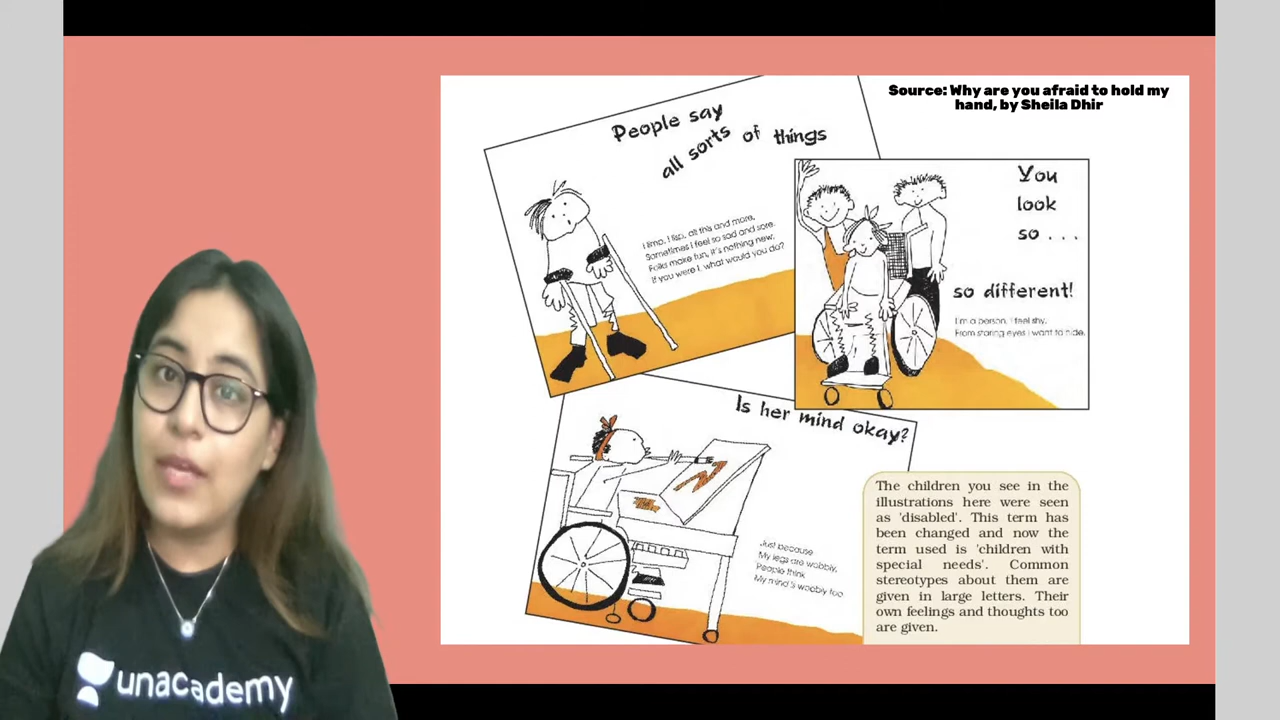 Source: Why are you afraid to hold my
hand, by Sheila Dhir
People say
all sorts of things
I limp, I lisp, all this and more,
Sometimes I feel so sad and sore.
Folks make fun, it's nothing new.
If you were I, what would you do?
You
look
so . . .
so different!
I'm a person, I feel shy,
From staring eyes I want to hide.
Is her mind okay?
Just because
My legs are wobbly,
People think
My mind's wobbly too.
The children you see in the
illustrations here were seen
as 'disabled'. This term has
been changed and now the
term used is 'children with
special needs'. Common
stereotypes about them are
given in large letters. Their
own feelings and thoughts too
are given.
unacademy